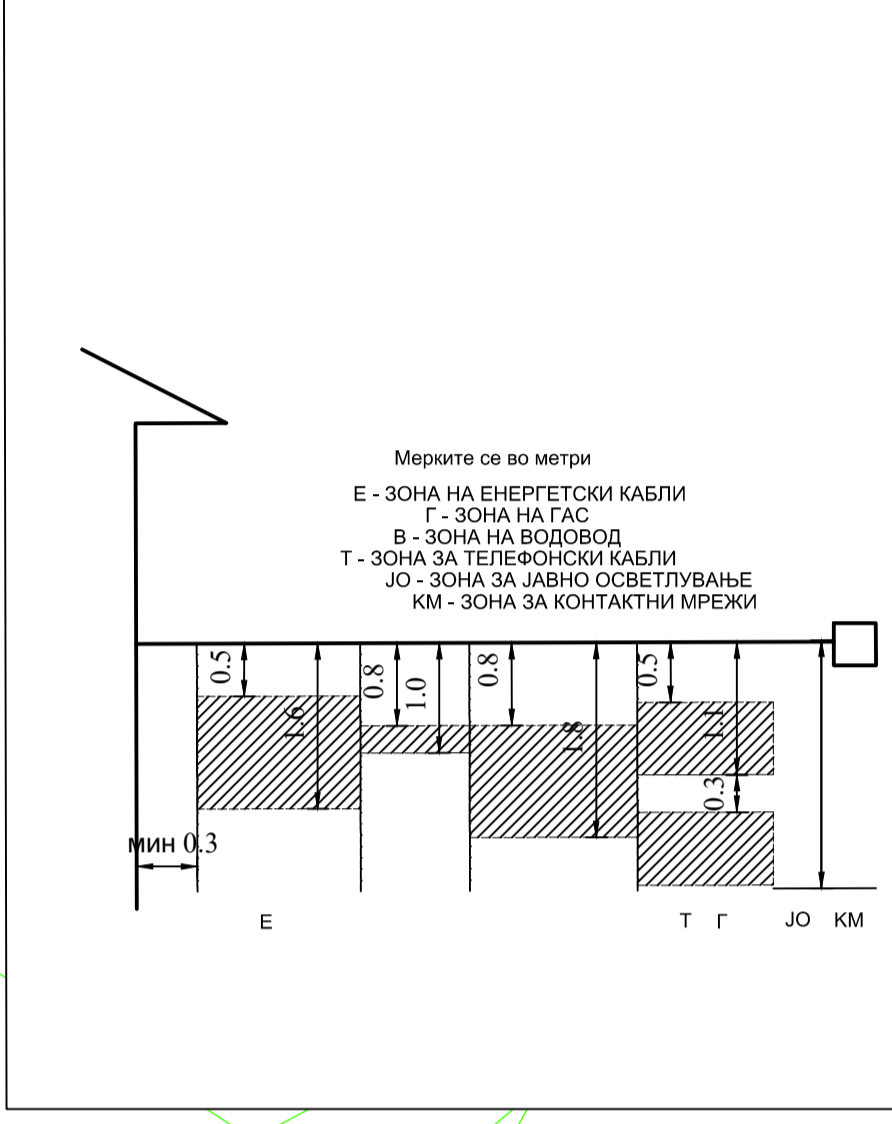 Мерките се во метри
Е - ЗОНА НА ЕНЕРГЕТСКИ КАБЛИ
Г - ЗОНА НА ГАС
В - ЗОНА НА ВОДОВОД
Т - ЗОНА ЗА ТЕЛЕФОНСКИ КАБЛИ
ЈО - ЗОНА ЗА ЈАВНО ОСВЕТЛУВАЊЕ
КМ - ЗОНА ЗА КОНТАКТНИ МРЕЖИ
0.5
1.6
0.8
1.0
0.8
1.8
0.5
1.1
0.3
мин 0.3
Е
Т Г ЈО КМ